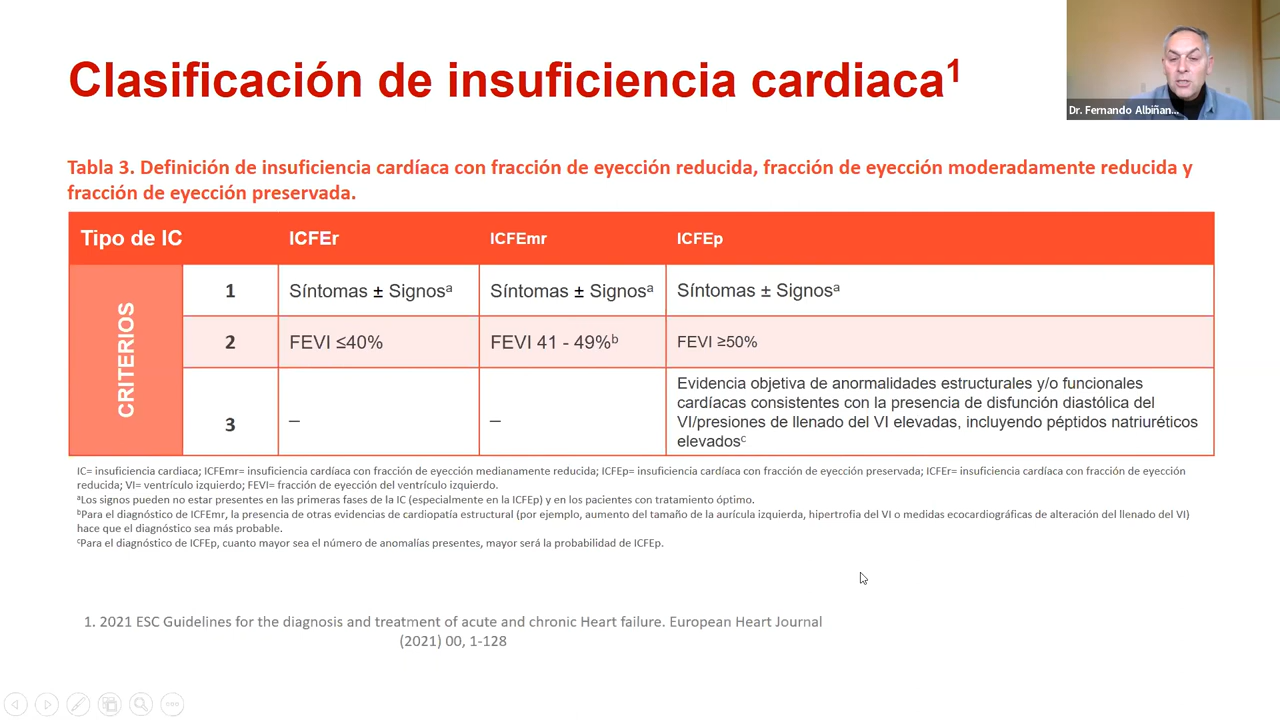 Clasificación de insuficiencia cardiaca¹
Dr. Fernando Albiñan...
Tabla 3. Definición de insuficiencia cardíaca con fracción de eyección reducida, fracción de eyección moderadamente reducida y
fracción de eyección preservada.
Tipo de IC ICFEr ICFEmr ICFEp
CRITERIOS
1 Síntomas ± Signosᵃ Síntomas ± Signosᵃ Síntomas ± Signosᵃ
2 FEVI ≤40% FEVI 41 - 49%ᵇ FEVI ≥50%
3 – – Evidencia objetiva de anormalidades estructurales y/o funcionales
cardíacas consistentes con la presencia de disfunción diastólica del
VI/presiones de llenado del VI elevadas, incluyendo péptidos natriuréticos
elevadosᶜ
IC= insuficiencia cardiaca; ICFEmr= insuficiencia cardíaca con fracción de eyección medianamente reducida; ICFEp= insuficiencia cardíaca con fracción de eyección preservada; ICFEr= insuficiencia cardíaca con fracción de eyección
reducida; VI= ventrículo izquierdo; FEVI= fracción de eyección del ventrículo izquierdo.
ᵃLos signos pueden no estar presentes en las primeras fases de la IC (especialmente en la ICFEp) y en los pacientes con tratamiento óptimo.
ᵇPara el diagnóstico de ICFEmr, la presencia de otras evidencias de cardiopatía estructural (por ejemplo, aumento del tamaño de la aurícula izquierda, hipertrofia del VI o medidas ecocardiográficas de alteración del llenado del VI)
hace que el diagnóstico sea más probable.
ᶜPara el diagnóstico de ICFEp, cuanto mayor sea el número de anomalías presentes, mayor será la probabilidad de ICFEp.
1. 2021 ESC Guidelines for the diagnosis and treatment of acute and chronic Heart failure. European Heart Journal
(2021) 00, 1-128